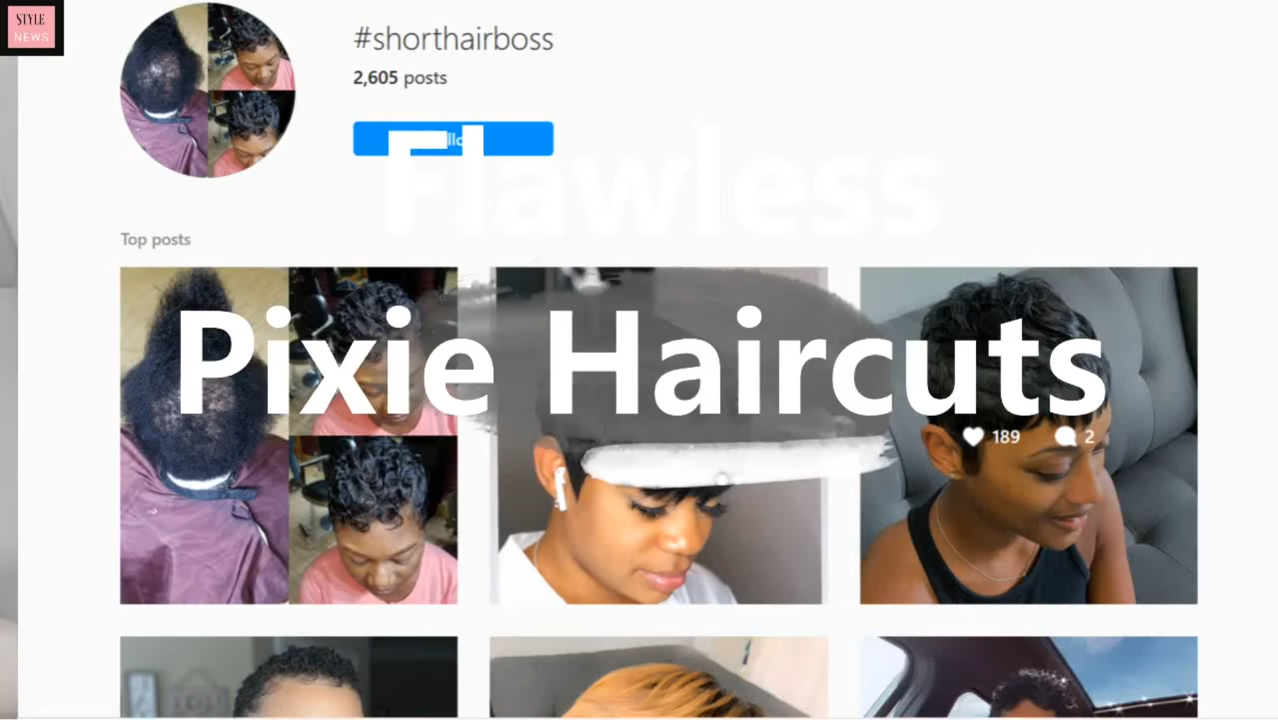 STYLE
NEWS
#shorthairboss
2,605 posts
Flawless
Top posts
Pixie Haircuts
189 2